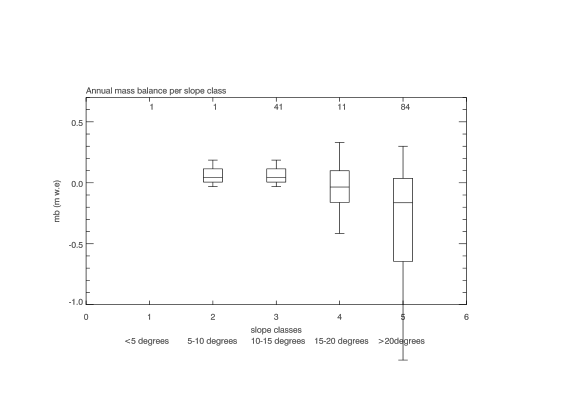 Annual mass balance per slope class
1 1 41 11 84
0.5
0.0
-0.5
-1.0
mb (m w.e)
0 1 2 3 4 5 6
slope classes
<5 degrees 5-10 degrees 10-15 degrees 15-20 degrees >20degrees